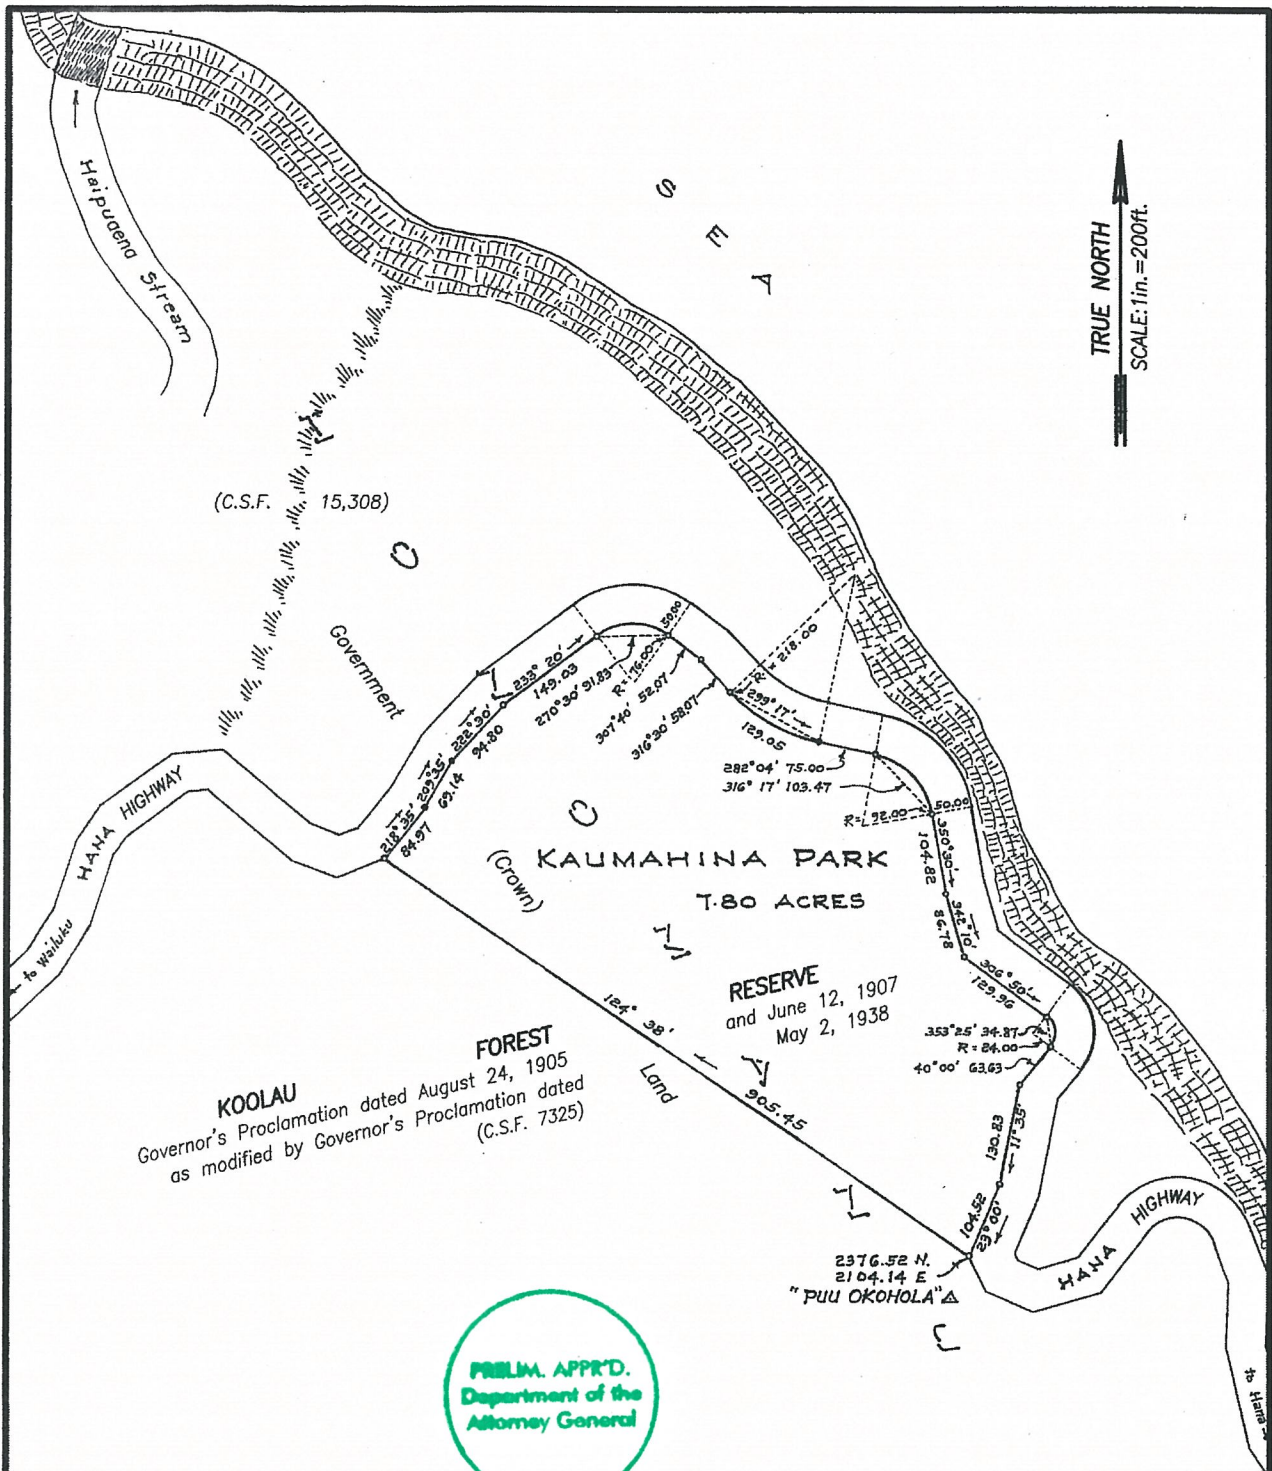 Haipuaena Stream
S E A
TRUE NORTH
SCALE: 1in.=200ft.
(C.S.F. 15,308)
Government
HANA HIGHWAY
to Wailuku
218° 35'
84.97
209° 35'
69.14
222° 30'
94.80
233° 20'
149.03
270° 30' 91.83
R= 76.00
50.00
307° 40' 52.07
316° 30' 58.07
R= 218.00
299° 17'
129.05
282° 04' 75.00
316° 17' 103.47
R= 92.00
50.00
350° 30'
104.82
342° 10'
86.78
306° 50'
129.96
353° 25' 34.87
R = 24.00
40° 00' 63.63
130.83
11° 35'
104.52
23° 00'
(Crown)
KAUMAHINA PARK
7.80 ACRES
RESERVE
and June 12, 1907
May 2, 1938
124° 38'
905.45
Land
FOREST
KOOLAU
Governor's Proclamation dated August 24, 1905
as modified by Governor's Proclamation dated
(C.S.F. 7325)
2376.52 N.
2104.14 E
"PUU OKOHOLA"
HANA HIGHWAY
to Hana
PRELIM. APPR'D.
Department of the
Attorney General